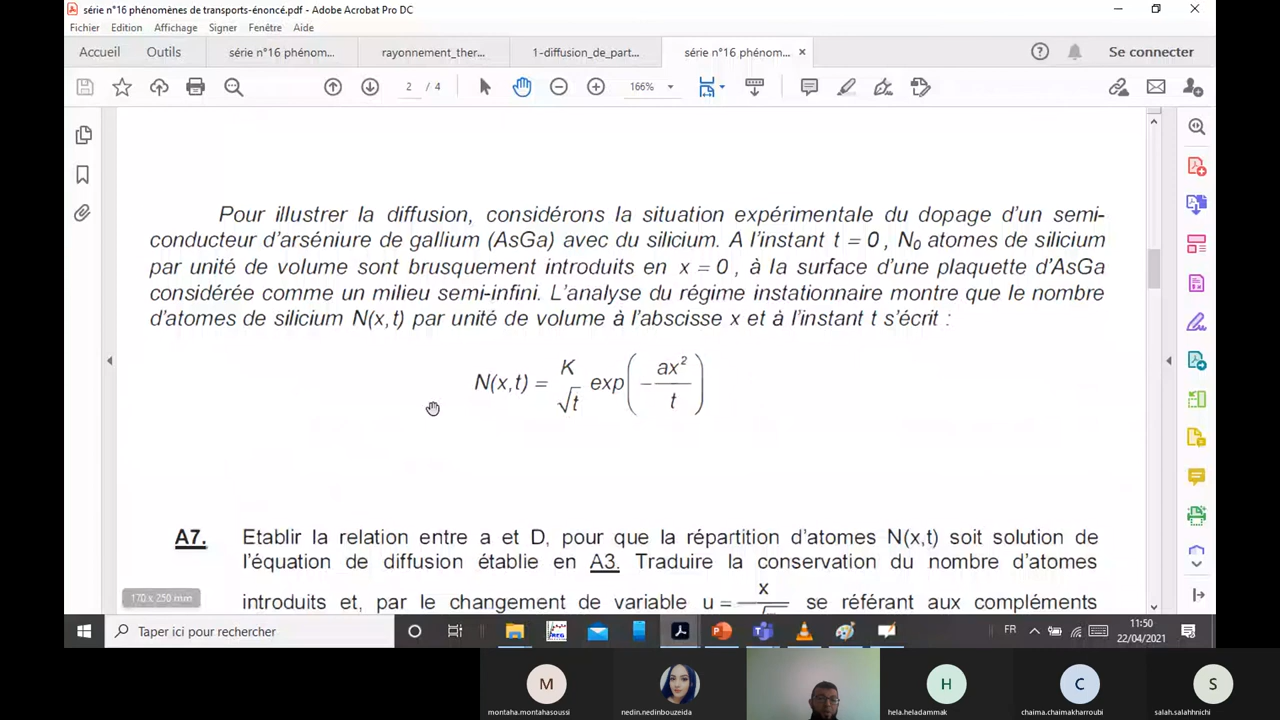 série n°16 phénomènes de transports-énoncé.pdf - Adobe Acrobat Pro DC
Fichier Edition Affichage Signer Fenêtre Aide
Accueil Outils série n°16 phénom... rayonnement_ther... 1-diffusion_de_part... série n°16 phénom... × Se connecter
2 / 4 166%
Pour illustrer la diffusion, considérons la situation expérimentale du dopage d'un semi-
conducteur d'arséniure de gallium (AsGa) avec du silicium. A l'instant t = 0 , N₀ atomes de silicium
par unité de volume sont brusquement introduits en x = 0 , à la surface d'une plaquette d'AsGa
considérée comme un milieu semi-infini. L'analyse du régime instationnaire montre que le nombre
d'atomes de silicium N(x,t) par unité de volume à l'abscisse x et à l'instant t s'écrit :
N(x,t) = K/√t exp(− ax²/t)
A7. Etablir la relation entre a et D, pour que la répartition d'atomes N(x,t) soit solution de
l'équation de diffusion établie en A3. Traduire la conservation du nombre d'atomes
170 x 250 mm
introduits et, par le changement de variable u = x/√ se référant aux compléments
Taper ici pour rechercher FR 11:50
22/04/2021
M H C S
montaha.montahasoussi nedin.nedinbouzeida hela.heladammak chaima.chaimakharroubi salah.salahhnichi